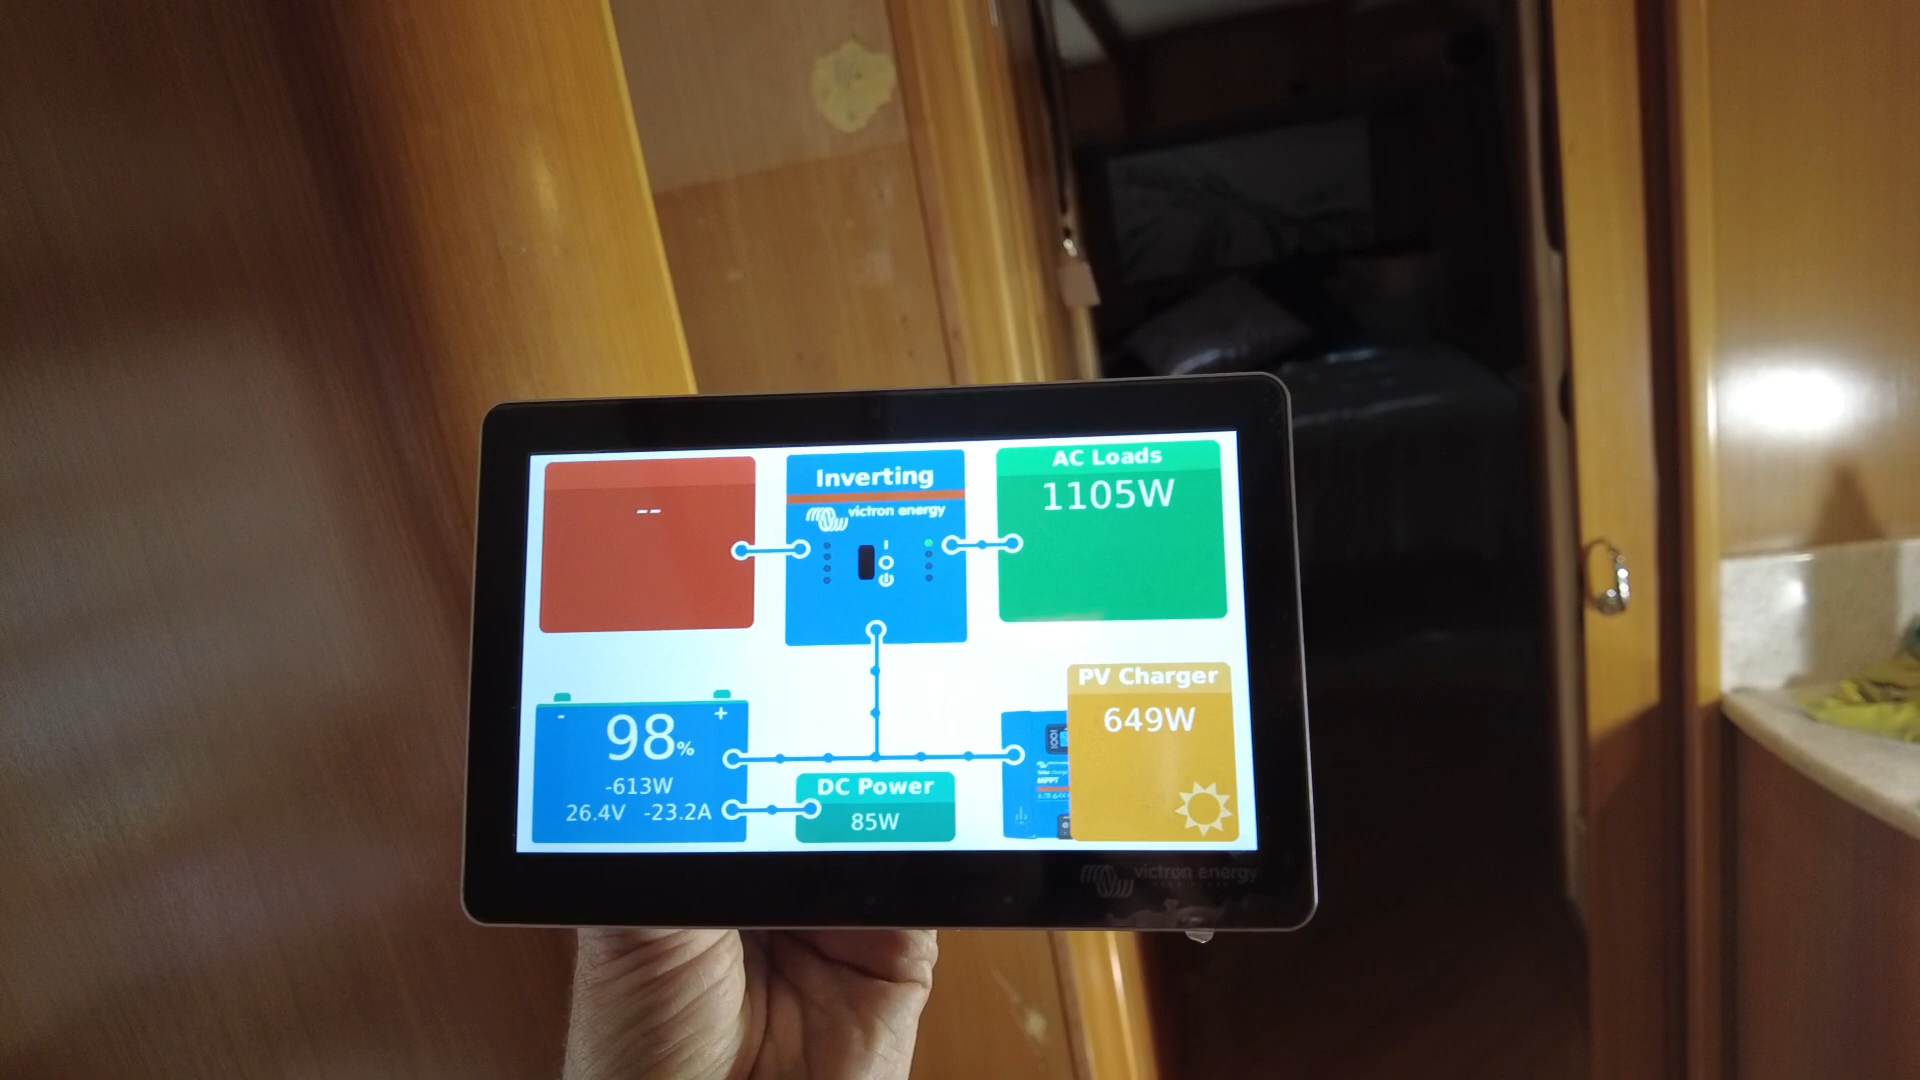 --
Inverting
victron energy
AC Loads
1105W
- +
98%
-613W
26.4V -23.2A
DC Power
85W
PV Charger
649W
MPPT
victron energy